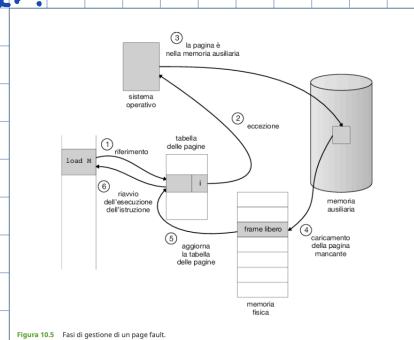 3
la pagina è
nella memoria ausiliaria
sistema
operativo
2
eccezione
1
riferimento
tabella
delle pagine
load M
i
6
riavvio
dell'esecuzione
dell'istruzione
memoria
ausiliaria
frame libero
4
caricamento
della pagina
mancante
5
aggiorna
la tabella
delle pagine
memoria
fisica
Figura 10.5 Fasi di gestione di un page fault.